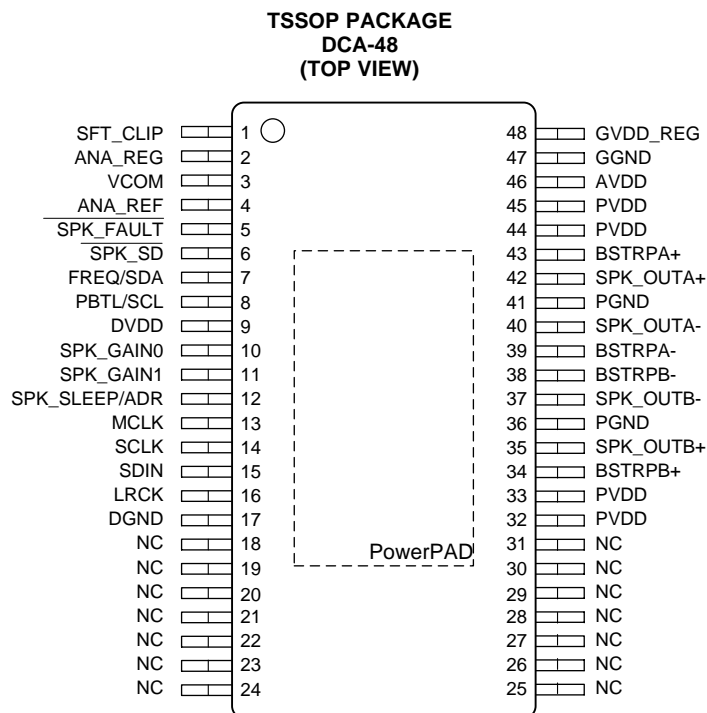 TSSOP PACKAGE
DCA-48
(TOP VIEW)
SFT_CLIP 1 48 GVDD_REG
ANA_REG 2 47 GGND
VCOM 3 46 AVDD
ANA_REF 4 45 PVDD
SPK_FAULT 5 44 PVDD
SPK_SD 6 43 BSTRPA+
FREQ/SDA 7 42 SPK_OUTA+
PBTL/SCL 8 41 PGND
DVDD 9 40 SPK_OUTA-
SPK_GAIN0 10 39 BSTRPA-
SPK_GAIN1 11 38 BSTRPB-
SPK_SLEEP/ADR 12 37 SPK_OUTB-
MCLK 13 36 PGND
SCLK 14 35 SPK_OUTB+
SDIN 15 34 BSTRPB+
LRCK 16 33 PVDD
DGND 17 32 PVDD
NC 18 PowerPAD 31 NC
NC 19 30 NC
NC 20 29 NC
NC 21 28 NC
NC 22 27 NC
NC 23 26 NC
NC 24 25 NC